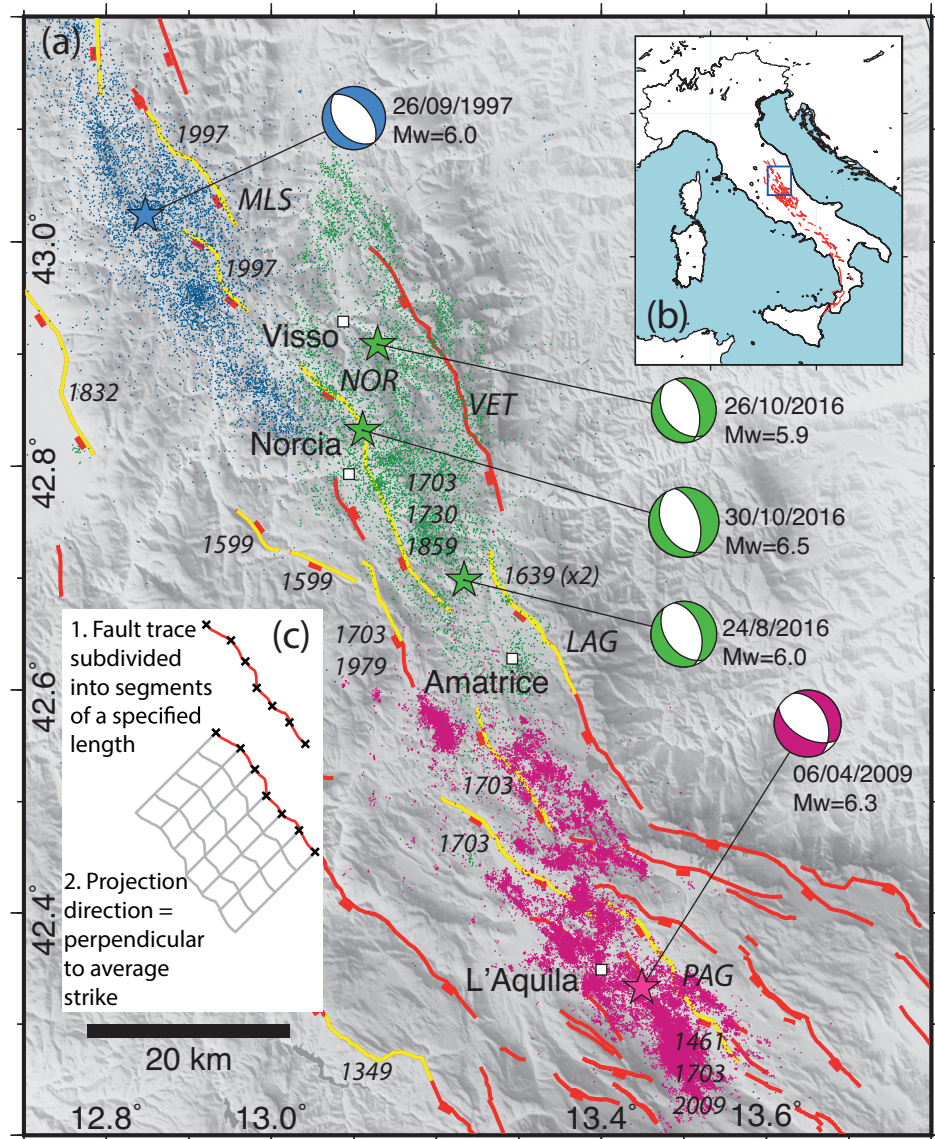 (a)
26/09/1997
Mw=6.0
1997
MLS
1997
43.0°
(b)
Visso
NOR
VET
1832
26/10/2016
Mw=5.9
Norcia
42.8°
1703
1730
1859
30/10/2016
Mw=6.5
1599
1599
1639 (x2)
LAG
24/8/2016
Mw=6.0
1703
1979
42.6°
Amatrice
(c)
1. Fault trace
subdivided
into segments
of a specified
length
2. Projection
direction =
perpendicular
to average
strike
06/04/2009
Mw=6.3
1703
1703
42.4°
L'Aquila
PAG
1461
1703
2009
20 km
1349
12.8°
13.0°
13.4°
13.6°